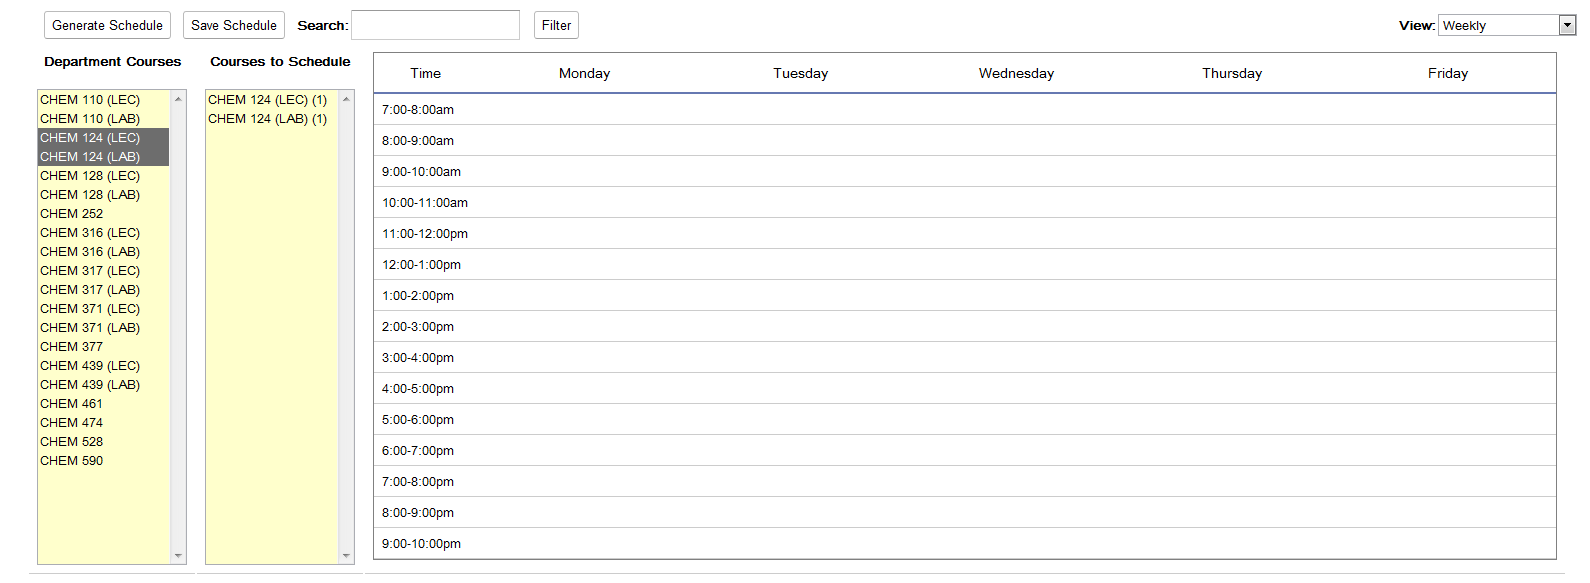 Generate Schedule Save Schedule Search: Filter View: Weekly
Department Courses
CHEM 110 (LEC)
CHEM 110 (LAB)
CHEM 124 (LEC)
CHEM 124 (LAB)
CHEM 128 (LEC)
CHEM 128 (LAB)
CHEM 252
CHEM 316 (LEC)
CHEM 316 (LAB)
CHEM 317 (LEC)
CHEM 317 (LAB)
CHEM 371 (LEC)
CHEM 371 (LAB)
CHEM 377
CHEM 439 (LEC)
CHEM 439 (LAB)
CHEM 461
CHEM 474
CHEM 528
CHEM 590
Courses to Schedule
CHEM 124 (LEC) (1)
CHEM 124 (LAB) (1)
Time Monday Tuesday Wednesday Thursday Friday
7:00-8:00am
8:00-9:00am
9:00-10:00am
10:00-11:00am
11:00-12:00pm
12:00-1:00pm
1:00-2:00pm
2:00-3:00pm
3:00-4:00pm
4:00-5:00pm
5:00-6:00pm
6:00-7:00pm
7:00-8:00pm
8:00-9:00pm
9:00-10:00pm